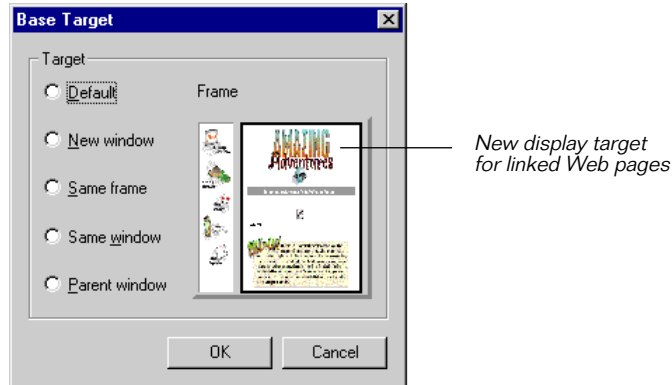 Base Target
Target
Default
Frame
New window
Same frame
Same window
Parent window
AMAZING
Adventures
New display target
for linked Web pages
OK
Cancel